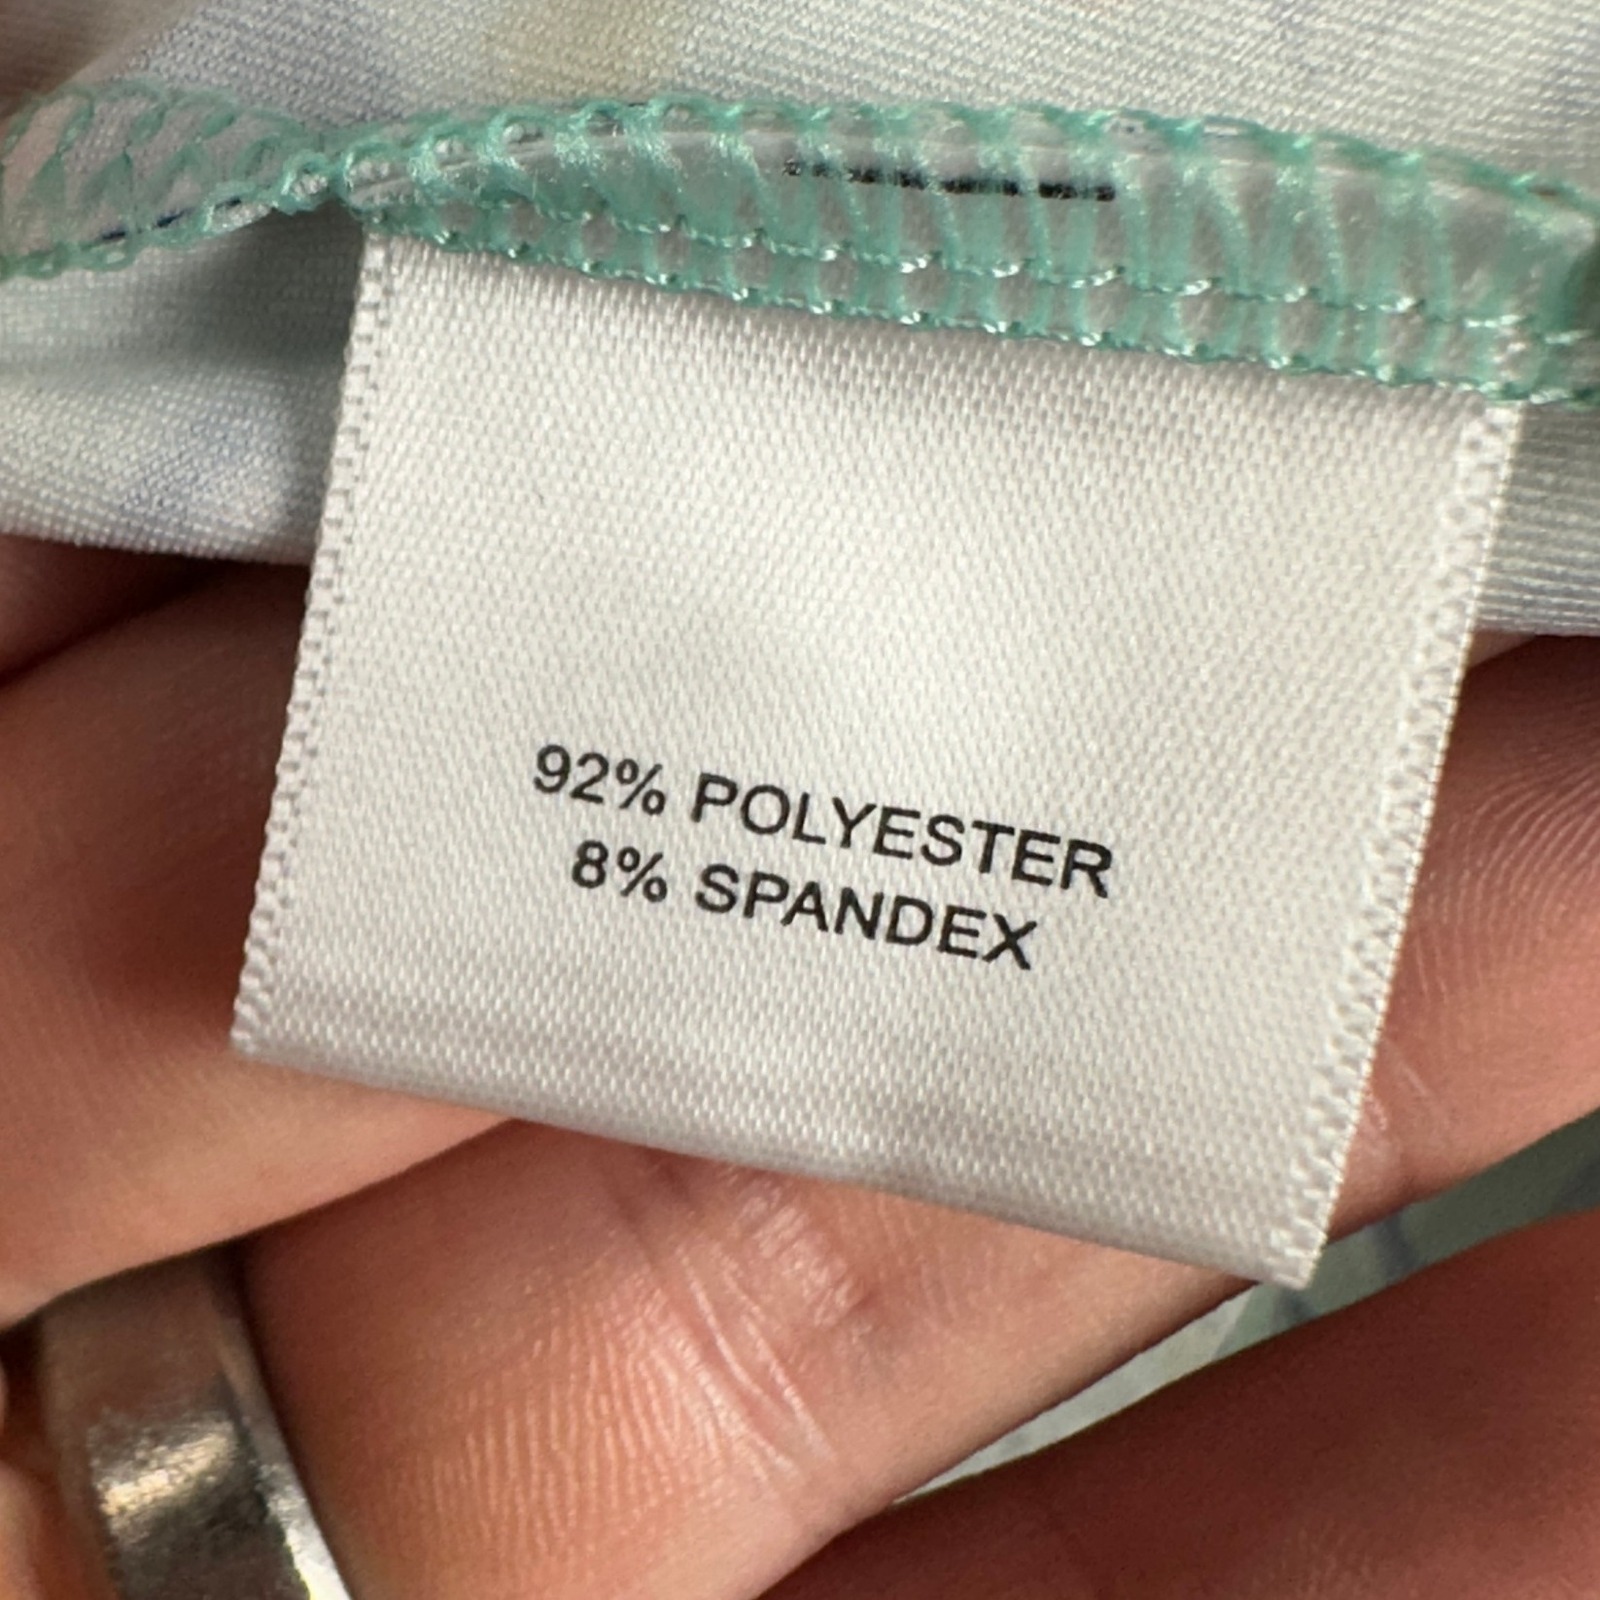 92% POLYESTER
8% SPANDEX